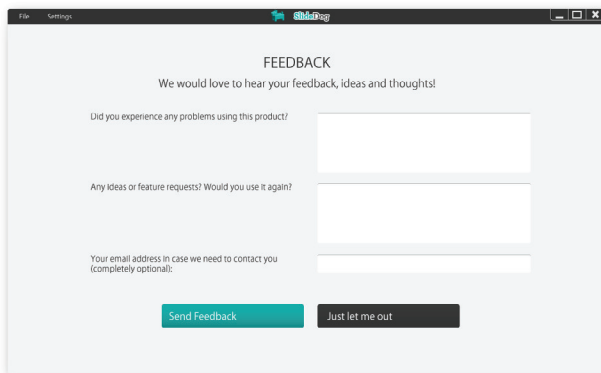 File Settings SlideDog
FEEDBACK
We would love to hear your feedback, ideas and thoughts!
Did you experience any problems using this product?
Any ideas or feature requests? Would you use it again?
Your email address in case we need to contact you
(completely optional):
Send Feedback Just let me out